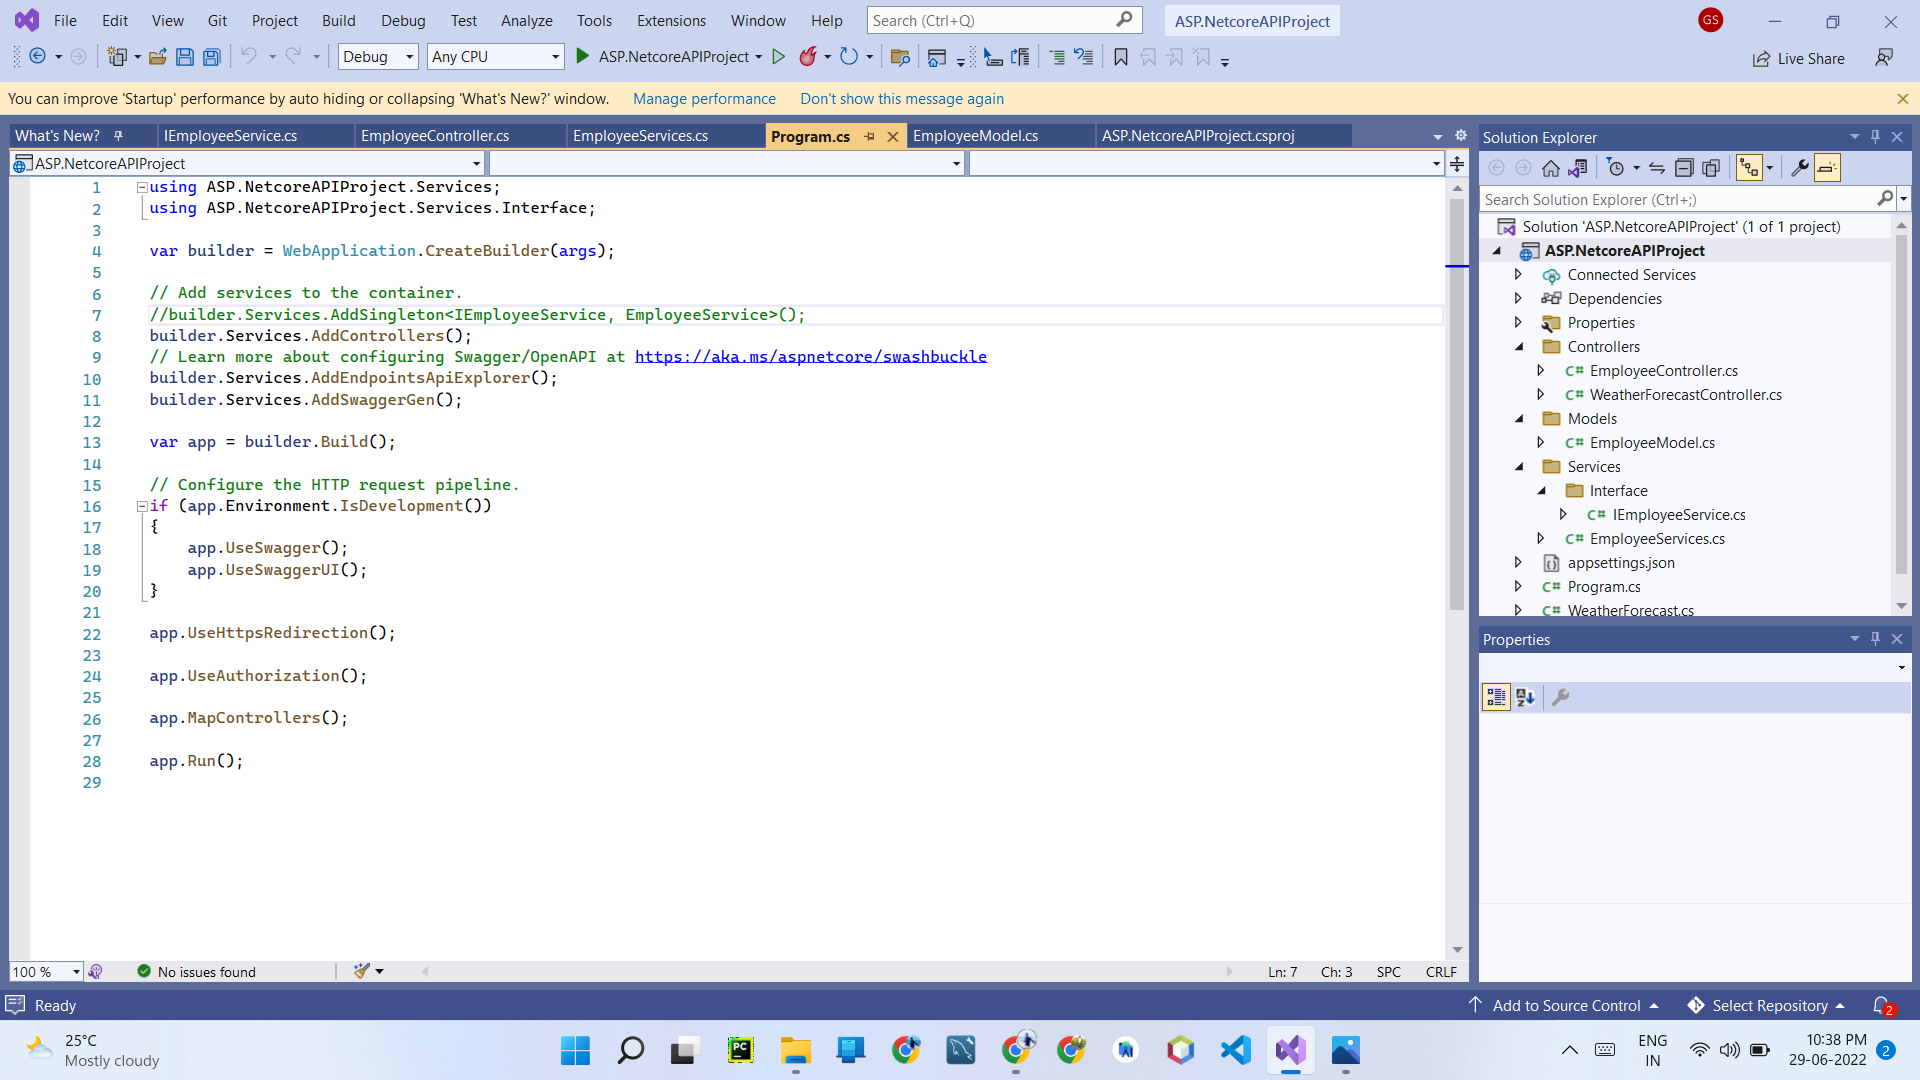 File Edit View Git Project Build Debug Test Analyze Tools Extensions Window Help Search (Ctrl+Q) ASP.NetcoreAPIProject GS
Debug Any CPU ASP.NetcoreAPIProject Live Share
You can improve 'Startup' performance by auto hiding or collapsing 'What's New?' window. Manage performance Don't show this message again
What's New? IEmployeeService.cs EmployeeController.cs EmployeeServices.cs Program.cs EmployeeModel.cs ASP.NetcoreAPIProject.csproj
ASP.NetcoreAPIProject
1 using ASP.NetcoreAPIProject.Services;
2 using ASP.NetcoreAPIProject.Services.Interface;
3
4 var builder = WebApplication.CreateBuilder(args);
5
6 // Add services to the container.
7 //builder.Services.AddSingleton<IEmployeeService, EmployeeService>();
8 builder.Services.AddControllers();
9 // Learn more about configuring Swagger/OpenAPI at https://aka.ms/aspnetcore/swashbuckle
10 builder.Services.AddEndpointsApiExplorer();
11 builder.Services.AddSwaggerGen();
12
13 var app = builder.Build();
14
15 // Configure the HTTP request pipeline.
16 if (app.Environment.IsDevelopment())
17 {
18 app.UseSwagger();
19 app.UseSwaggerUI();
20 }
21
22 app.UseHttpsRedirection();
23
24 app.UseAuthorization();
25
26 app.MapControllers();
27
28 app.Run();
29
100 % No issues found Ln: 7 Ch: 3 SPC CRLF
Solution Explorer
Search Solution Explorer (Ctrl+;)
Solution 'ASP.NetcoreAPIProject' (1 of 1 project)
ASP.NetcoreAPIProject
Connected Services
Dependencies
Properties
Controllers
C# EmployeeController.cs
C# WeatherForecastController.cs
Models
C# EmployeeModel.cs
Services
Interface
C# IEmployeeService.cs
C# EmployeeServices.cs
appsettings.json
C# Program.cs
C# WeatherForecast.cs
Properties
Ready Add to Source Control Select Repository 2
25°C
Mostly cloudy
PC
ENG
IN
10:38 PM
29-06-2022
2